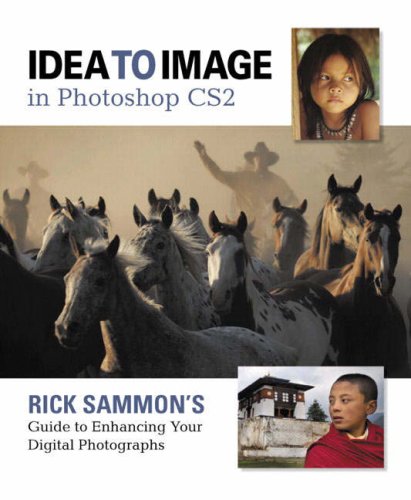 IDEA TO IMAGE
in Photoshop CS2
RICK SAMMON'S
Guide to Enhancing Your
Digital Photographs